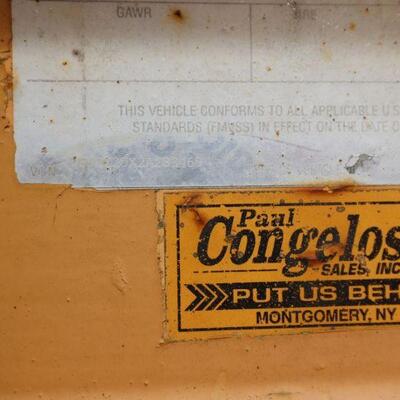 GAWR
THIS VEHICLE CONFORMS TO ALL APPLICABLE U S
STANDARDS (FMVSS) IN EFFECT ON THE DATE O
Paul
Congelos
SALES, INC
PUT US BEH
MONTGOMERY, NY